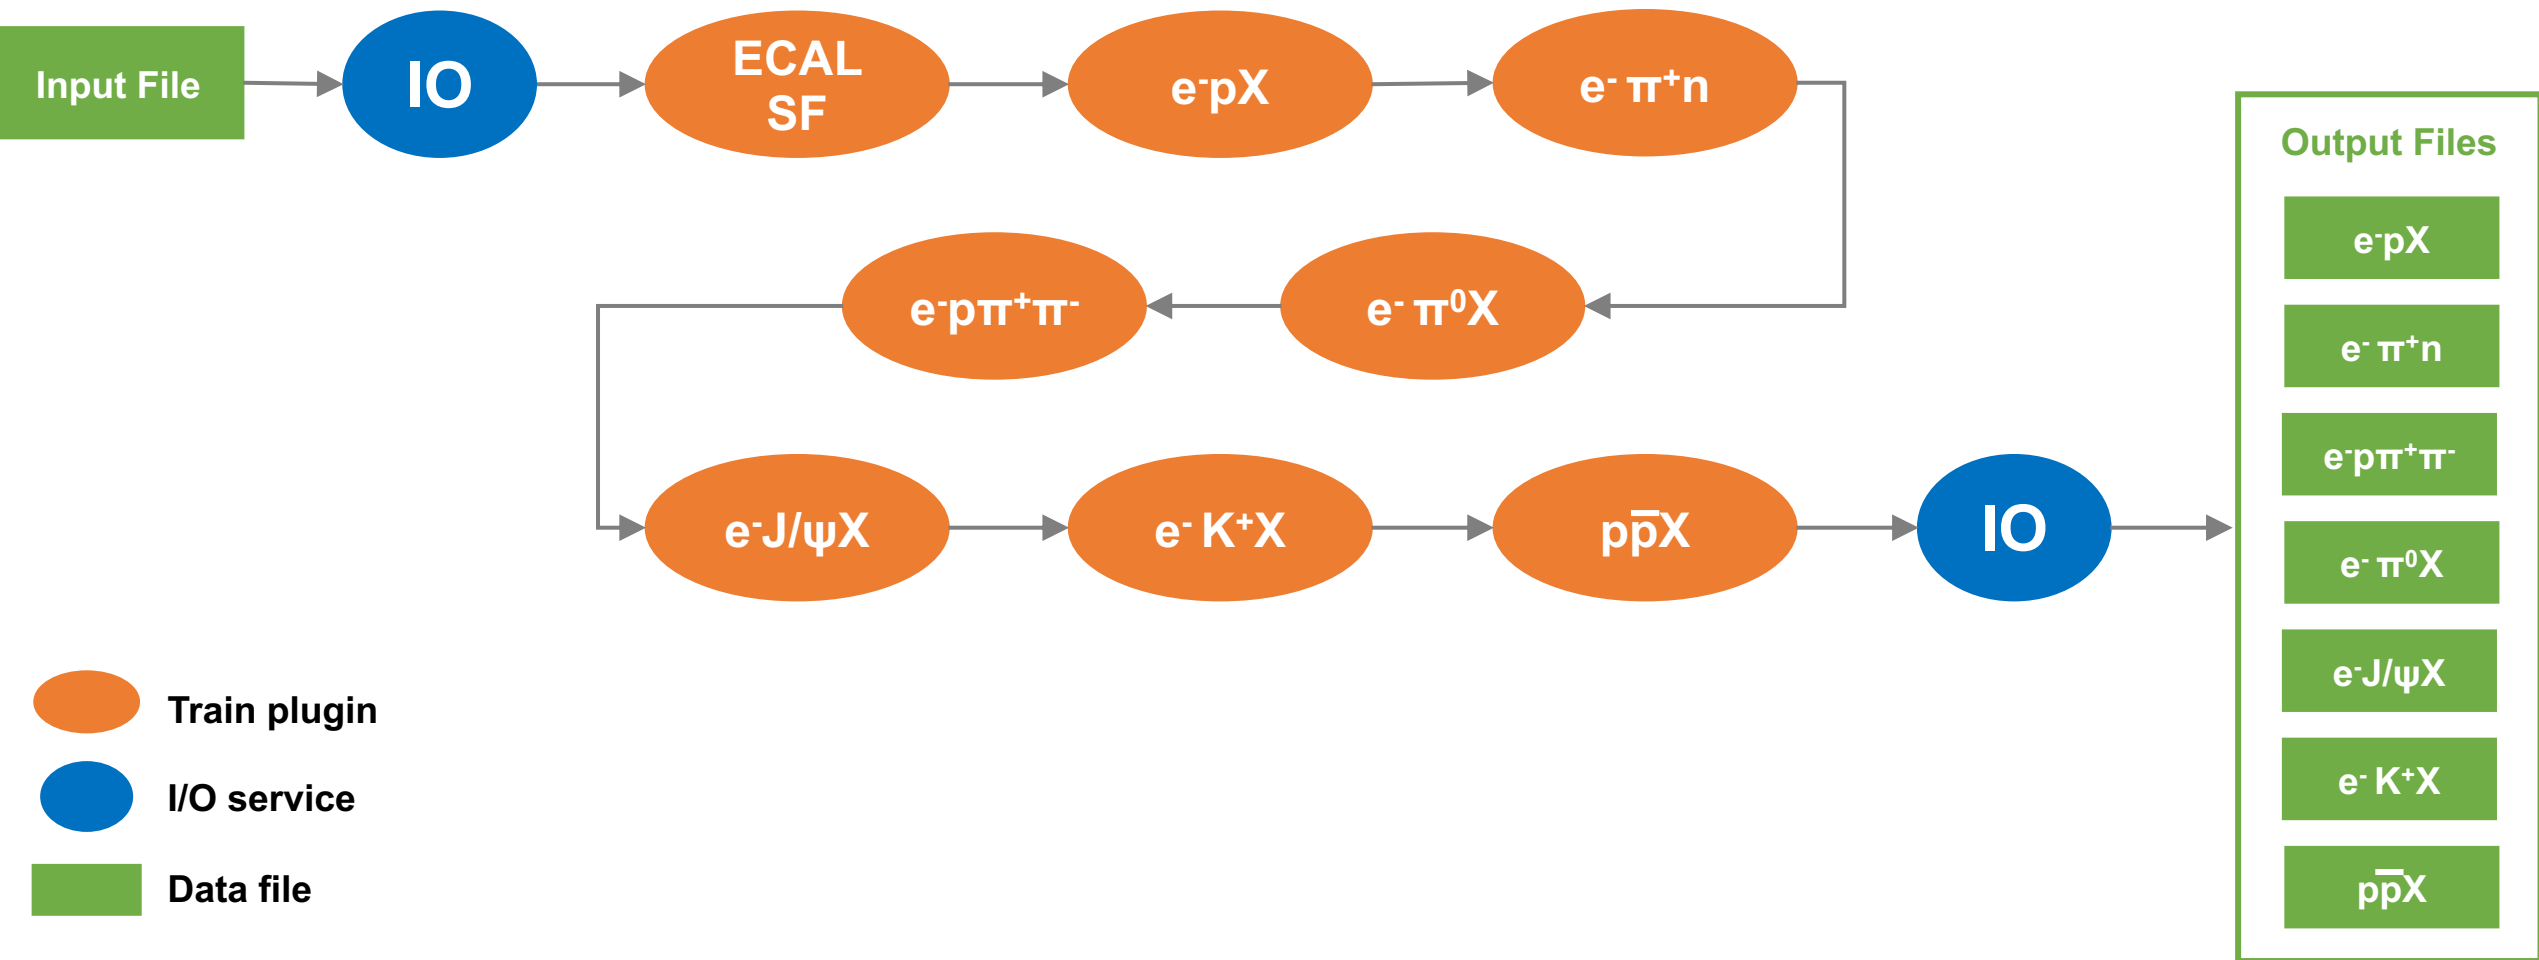 Input File
IO
ECAL
SF
e⁻pX
e⁻ π⁺n
e⁻pπ⁺π⁻
e⁻ π⁰X
e⁻J/ψX
e⁻ K⁺X
pp̅X
IO
Output Files
e⁻pX
e⁻ π⁺n
e⁻pπ⁺π⁻
e⁻ π⁰X
e⁻J/ψX
e⁻ K⁺X
pp̅X
Train plugin
I/O service
Data file